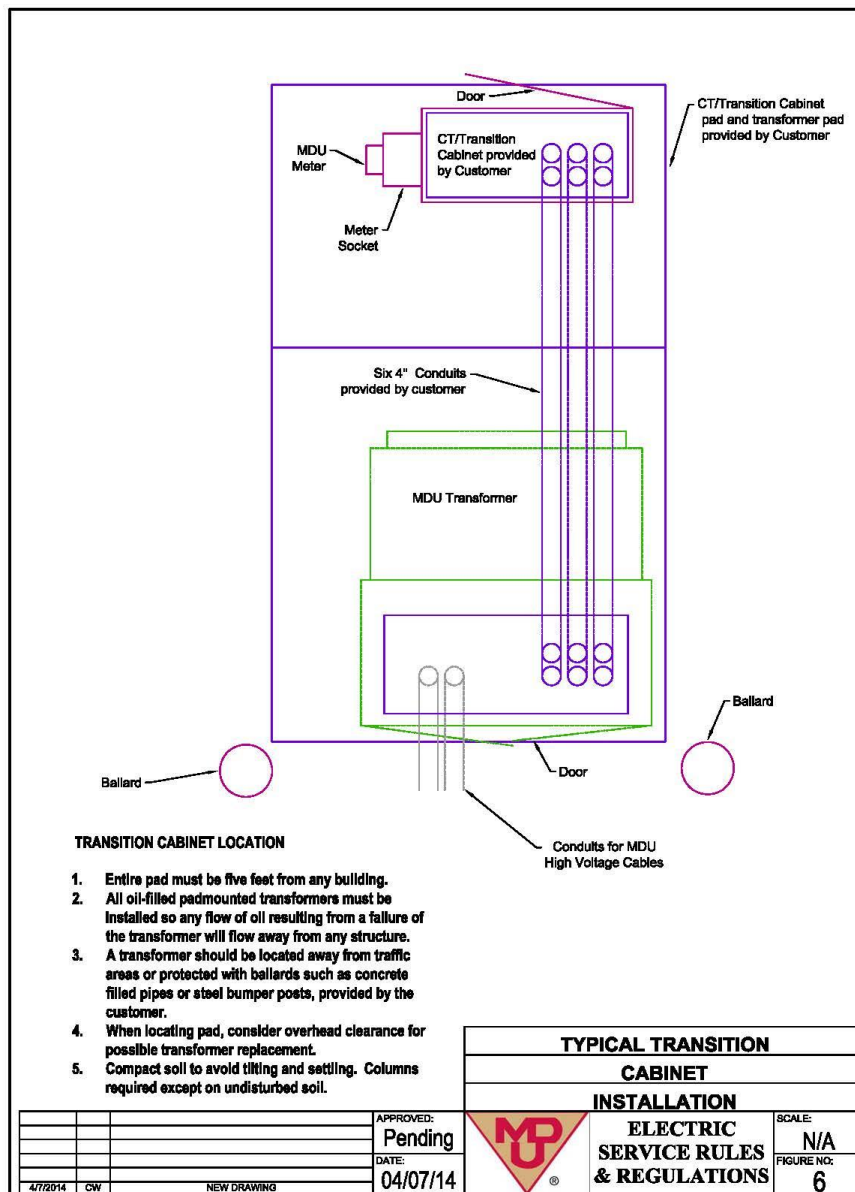 Door
CT/Transition Cabinet
pad and transformer pad
provided by Customer
CT/Transition
Cabinet provided
by Customer
MDU
Meter
Meter
Socket
Six 4" Conduits
provided by customer
MDU Transformer
Ballard
Ballard
Door
Conduits for MDU
High Voltage Cables
TRANSITION CABINET LOCATION
1. Entire pad must be five feet from any building.
2. All oil-filled padmounted transformers must be
installed so any flow of oil resulting from a failure of
the transformer will flow away from any structure.
3. A transformer should be located away from traffic
areas or protected with ballards such as concrete
filled pipes or steel bumper posts, provided by the
customer.
4. When locating pad, consider overhead clearance for
possible transformer replacement.
5. Compact soil to avoid tilting and settling. Columns
required except on undisturbed soil.
TYPICAL TRANSITION
CABINET
INSTALLATION
4/7/2014 CW NEW DRAWING
APPROVED:
Pending
DATE:
04/07/14
MDU
®
ELECTRIC
SERVICE RULES
& REGULATIONS
SCALE:
N/A
FIGURE NO:
6